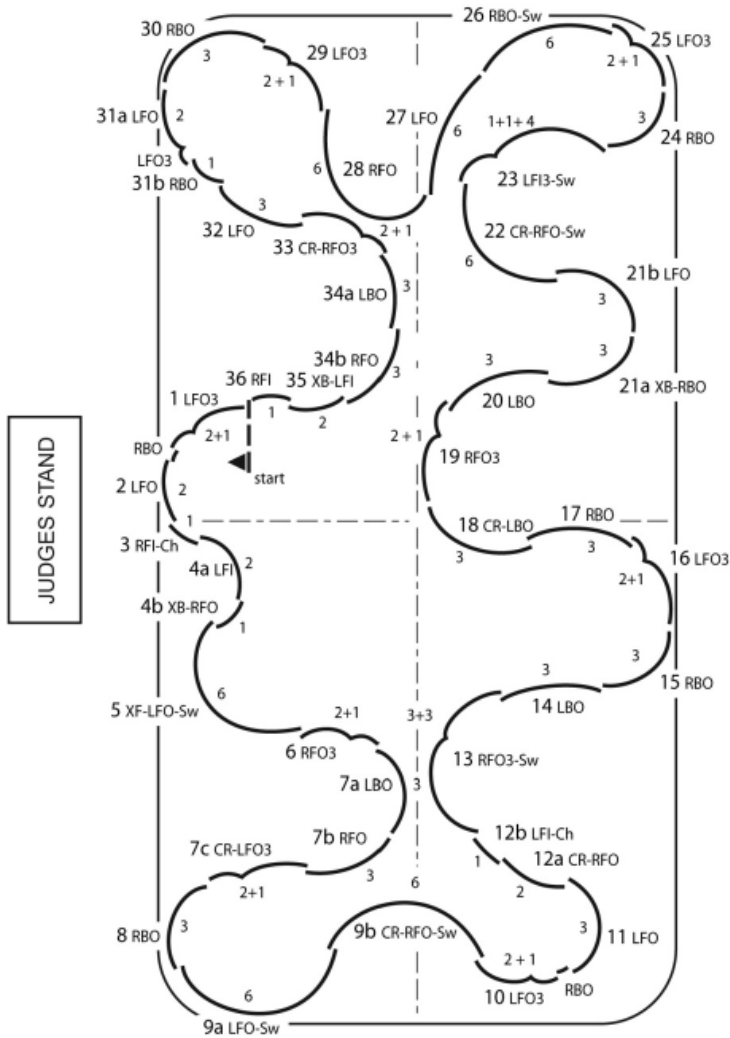 JUDGES STAND
start
1 LFO3
2+1
RBO
2 LFO
2
3 RFI-Ch
1
4a LFI
2
4b XB-RFO
1
5 XF-LFO-Sw
6
6 RFO3
2+1
7a LBO
3
7b RFO
3
7c CR-LFO3
2+1
8 RBO
3
9a LFO-Sw
6
9b CR-RFO-Sw
6
10 LFO3
2 + 1
RBO
11 LFO
3
12a CR-RFO
2
12b LFI-Ch
1
13 RFO3-Sw
3+3
14 LBO
3
15 RBO
3
16 LFO3
2+1
17 RBO
3
18 CR-LBO
3
19 RFO3
2 + 1
20 LBO
3
21a XB-RBO
3
21b LFO
3
22 CR-RFO-Sw
6
23 LFI3-Sw
1+1+ 4
24 RBO
3
25 LFO3
2 + 1
26 RBO-Sw
6
27 LFO
6
28 RFO
6
29 LFO3
2 + 1
30 RBO
3
31a LFO
2
LFO3
31b RBO
1
32 LFO
3
33 CR-RFO3
2 + 1
34a LBO
3
34b RFO
3
35 XB-LFI
2
36 RFI
1